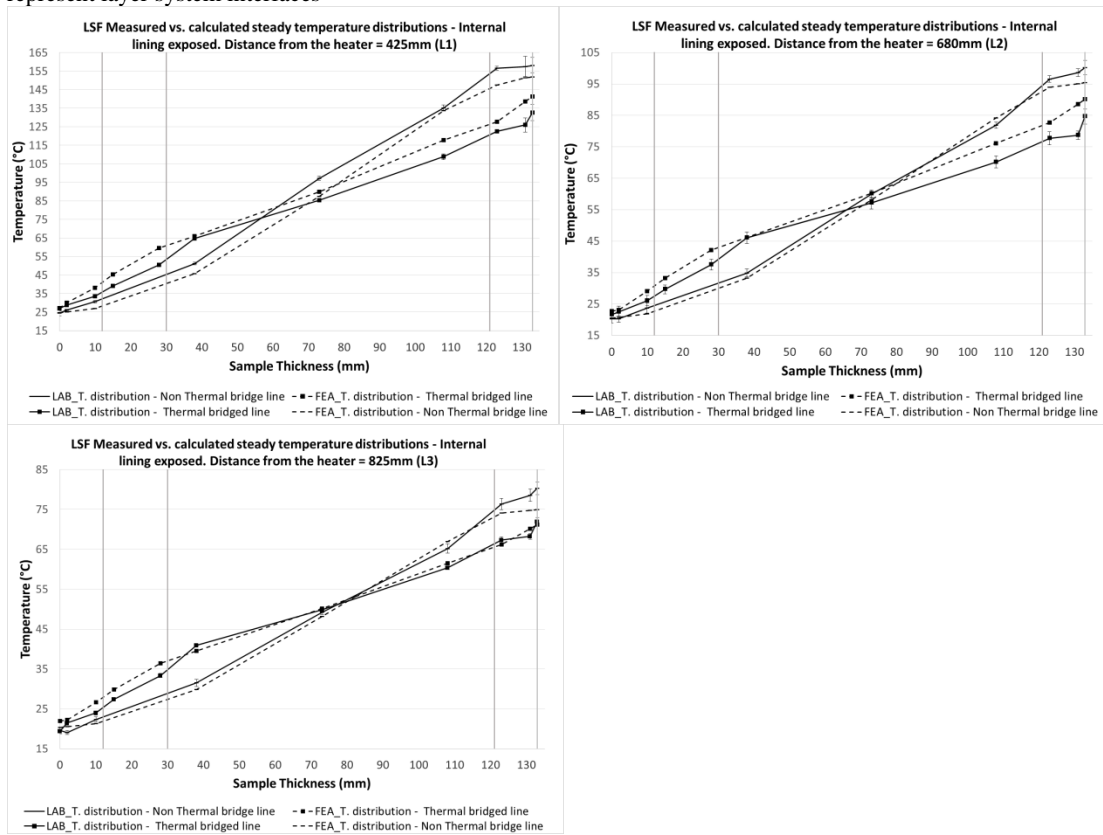 represent layer system interfaces
LSF Measured vs. calculated steady temperature distributions - Internal
lining exposed. Distance from the heater = 425mm (L1)
165
155
145
135
125
115
105
95
85
75
65
55
45
35
25
15
Temperature (°C)
0 10 20 30 40 50 60 70 80 90 100 110 120 130
Sample Thickness (mm)
LAB_T. distribution - Non Thermal bridge line
FEA_T. distribution - Thermal bridged line
LAB_T. distribution - Thermal bridged line
FEA_T. distribution - Non Thermal bridge line
LSF Measured vs. calculated steady temperature distributions - Internal
lining exposed. Distance from the heater = 680mm (L2)
105
95
85
75
65
55
45
35
25
15
Temperature (°C)
0 10 20 30 40 50 60 70 80 90 100 110 120 130
Sample Thickness (mm)
LAB_T. distribution - Non Thermal bridge line
FEA_T. distribution - Thermal bridged line
LAB_T. distribution - Thermal bridged line
FEA_T. distribution - Non Thermal bridge line
LSF Measured vs. calculated steady temperature distributions - Internal
lining exposed. Distance from the heater = 825mm (L3)
85
75
65
55
45
35
25
15
Temperature (°C)
0 10 20 30 40 50 60 70 80 90 100 110 120 130
Sample Thickness (mm)
LAB_T. distribution - Non Thermal bridge line
FEA_T. distribution - Thermal bridged line
LAB_T. distribution - Thermal bridged line
FEA_T. distribution - Non Thermal bridge line